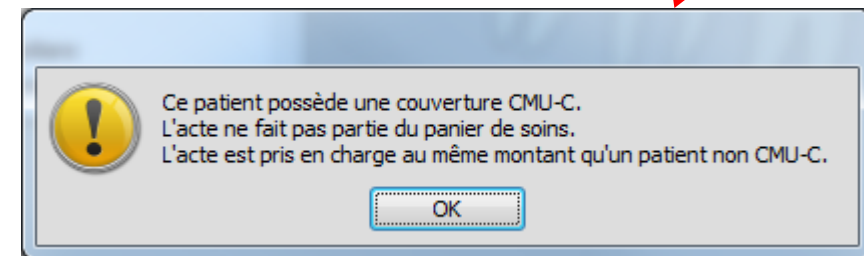 Ce patient possède une couverture CMU-C.
L'acte ne fait pas partie du panier de soins.
L'acte est pris en charge au même montant qu'un patient non CMU-C.
OK